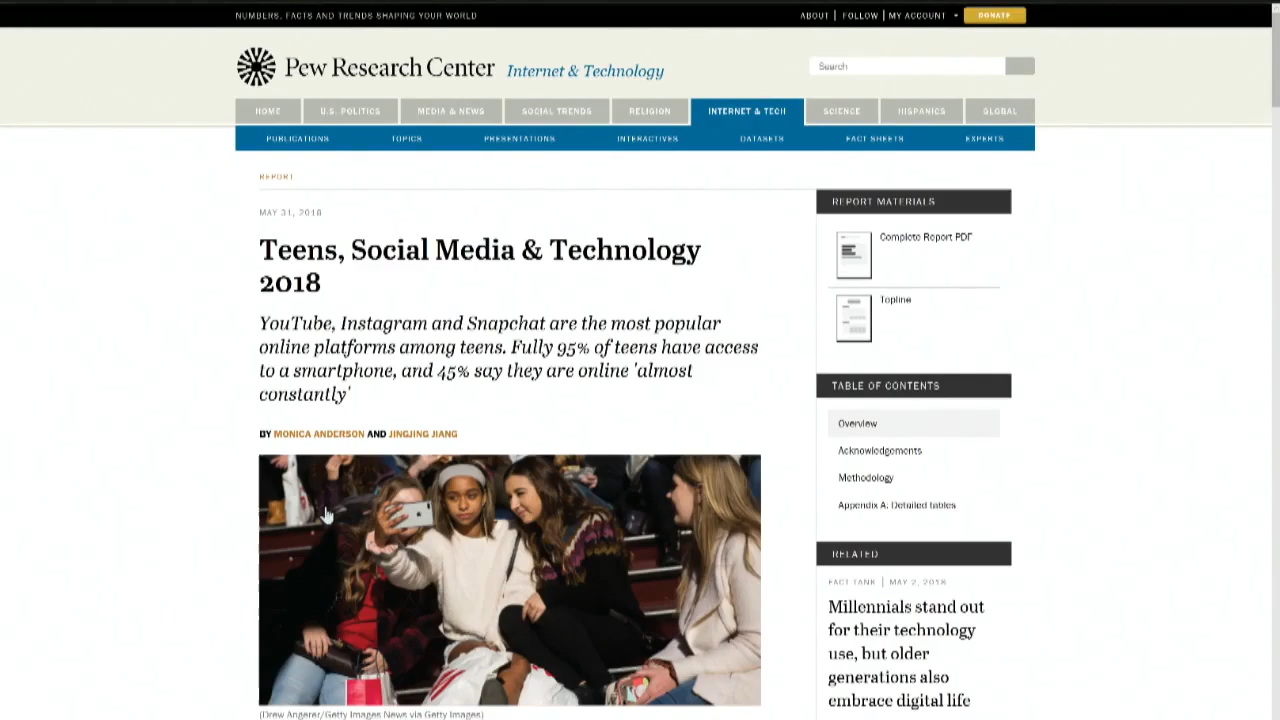 NUMBERS, FACTS AND TRENDS SHAPING YOUR WORLD
ABOUT | FOLLOW | MY ACCOUNT
DONATE
Pew Research Center Internet & Technology
Search
HOME U.S. POLITICS MEDIA & NEWS SOCIAL TRENDS RELIGION INTERNET & TECH SCIENCE HISPANICS GLOBAL
PUBLICATIONS TOPICS PRESENTATIONS INTERACTIVES DATASETS FACT SHEETS EXPERTS
REPORT
MAY 31, 2018
Teens, Social Media & Technology
2018
YouTube, Instagram and Snapchat are the most popular
online platforms among teens. Fully 95% of teens have access
to a smartphone, and 45% say they are online 'almost
constantly'
BY MONICA ANDERSON AND JINGJING JIANG
(Drew Angerer/Getty Images News via Getty Images)
REPORT MATERIALS
Complete Report PDF
Topline
TABLE OF CONTENTS
Overview
Acknowledgements
Methodology
Appendix A: Detailed tables
RELATED
FACT TANK | MAY 2, 2018
Millennials stand out
for their technology
use, but older
generations also
embrace digital life